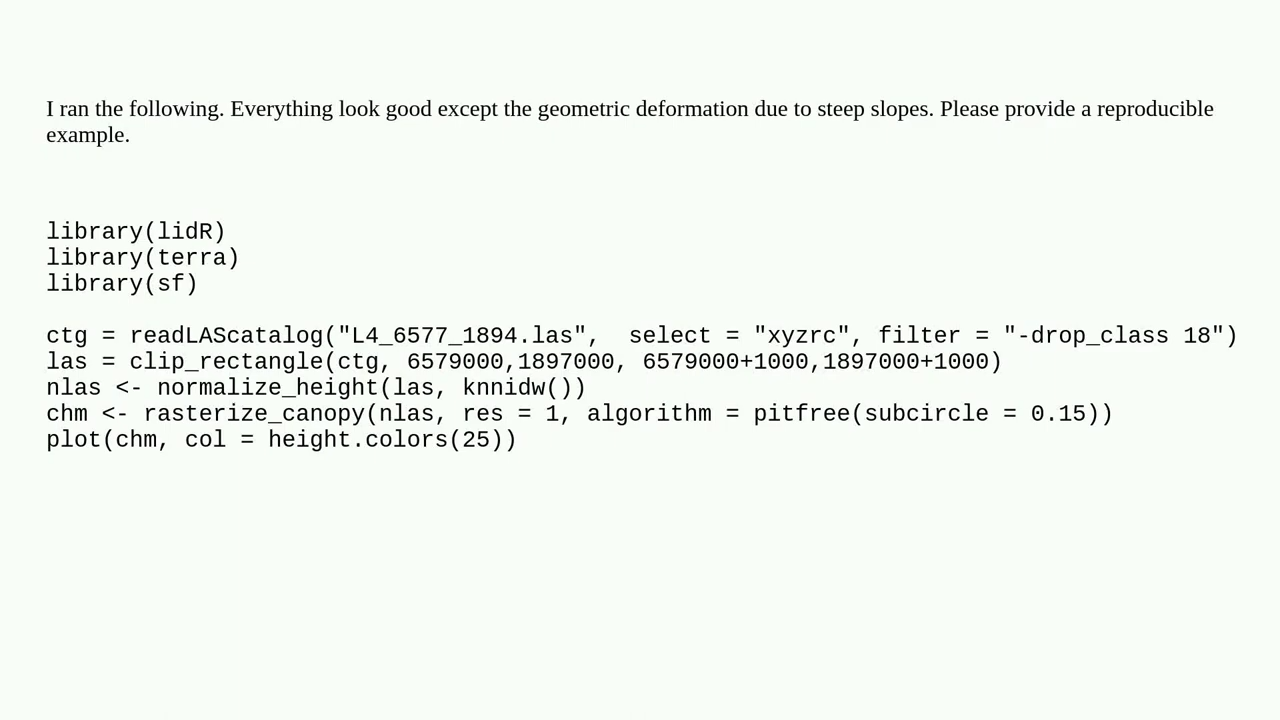 I ran the following. Everything look good except the geometric deformation due to steep slopes. Please provide a reproducible
example.
library(lidR)
library(terra)
library(sf)
ctg = readLAScatalog("L4_6577_1894.las",  select = "xyzrc", filter = "-drop_class 18")
las = clip_rectangle(ctg, 6579000,1897000, 6579000+1000,1897000+1000)
nlas <- normalize_height(las, knnidw())
chm <- rasterize_canopy(nlas, res = 1, algorithm = pitfree(subcircle = 0.15))
plot(chm, col = height.colors(25))